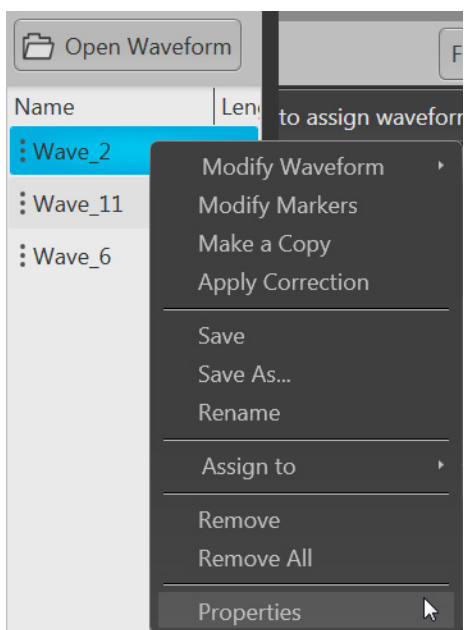 Open Waveform
F
Name Len
to assign wavefor
Wave_2
Modify Waveform
Wave_11
Modify Markers
Make a Copy
Wave_6
Apply Correction
Save
Save As...
Rename
Assign to
Remove
Remove All
Properties